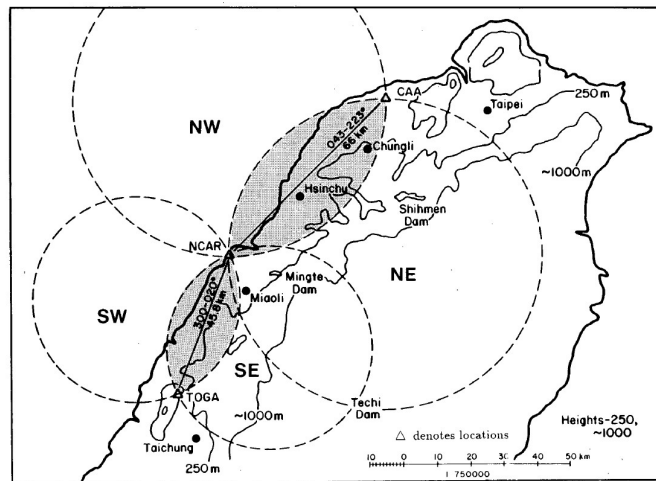 CAA
Taipei
250 m
NW
043-223°
66 km
Chungli
~1000m
Hsinchu
Shihmen
Dam
NCAR
Mingte
Dam
NE
300-020°
45.8 km
Miaoli
SW
SE
TOGA
~1000m
Techi
Dam
Heights-250,
~1000
Taichung
△ denotes locations
250 m
10 5 0 10 20 30 40 50 km
1 750000